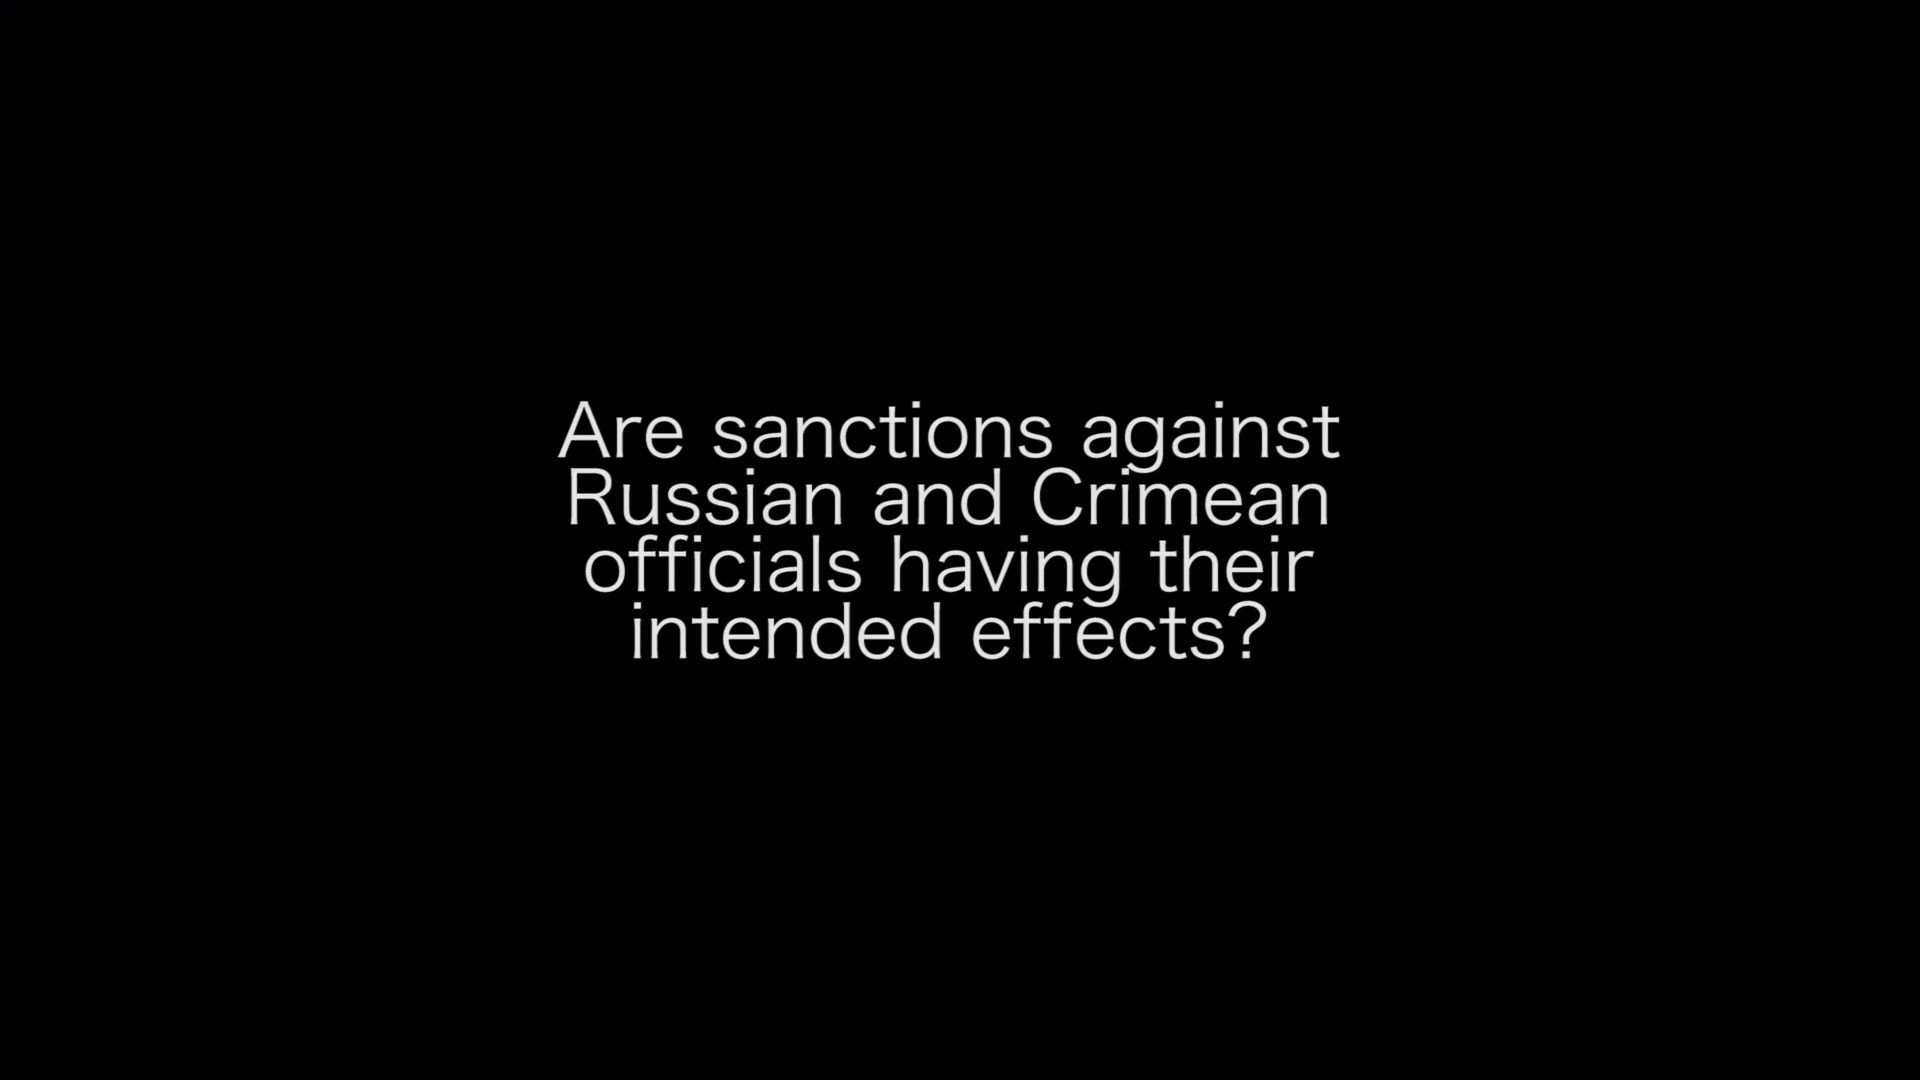 Are sanctions against
Russian and Crimean
officials having their
intended effects?